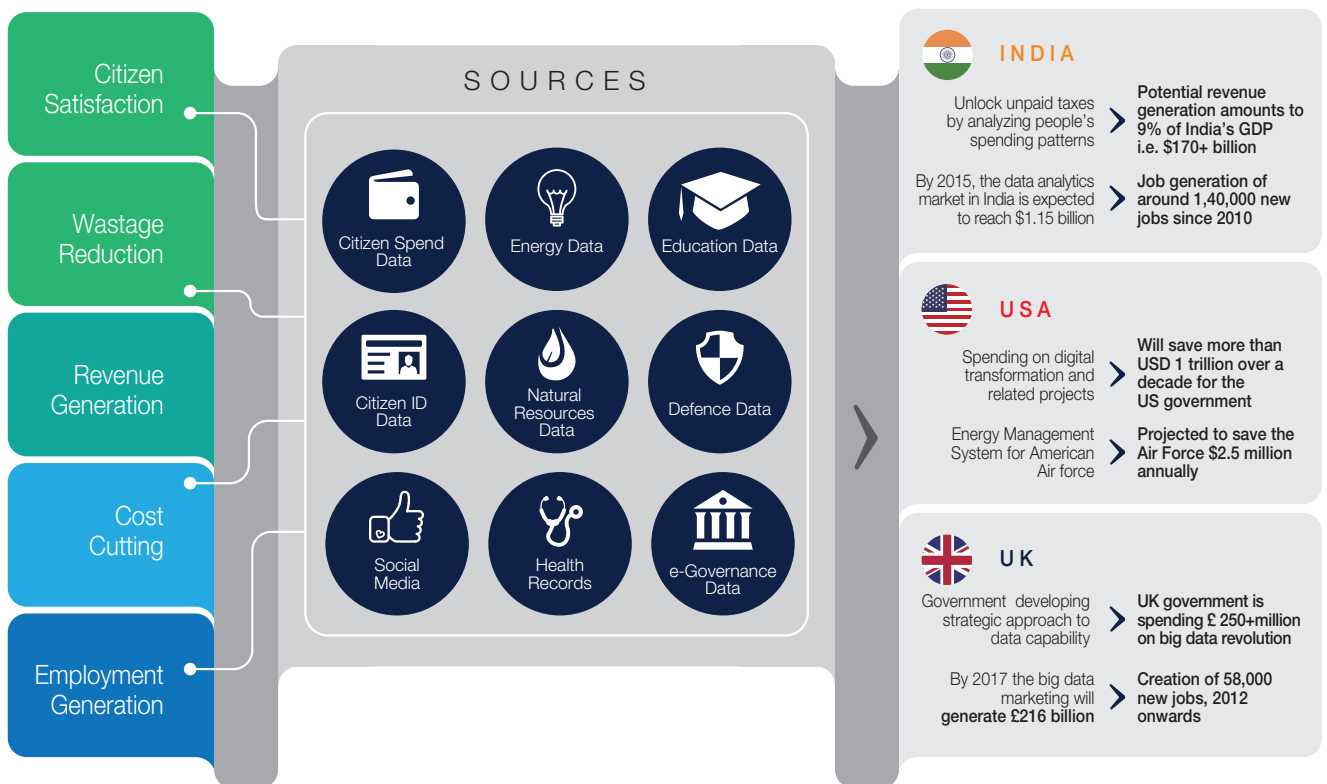 Citizen
Satisfaction
Wastage
Reduction
Revenue
Generation
Cost
Cutting
Employment
Generation
SOURCES
Citizen Spend
Data
Energy Data
Education Data
Citizen ID
Data
Natural
Resources
Data
Defence Data
Social
Media
Health
Records
e-Governance
Data
INDIA
Unlock unpaid taxes
by analyzing people's
spending patterns
Potential revenue
generation amounts to
9% of India's GDP
i.e. $170+ billion
By 2015, the data analytics
market in India is expected
to reach $1.15 billion
Job generation of
around 1,40,000 new
jobs since 2010
USA
Spending on digital
transformation and
related projects
Will save more than
USD 1 trillion over a
decade for the
US government
Energy Management
System for American
Air force
Projected to save the
Air Force $2.5 million
annually
UK
Government developing
strategic approach to
data capability
UK government is
spending £ 250+million
on big data revolution
By 2017 the big data
marketing will
generate £216 billion
Creation of 58,000
new jobs, 2012
onwards